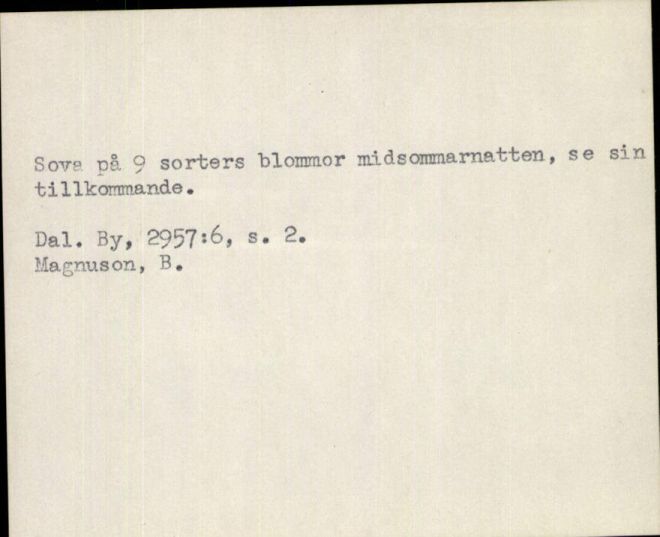 Sova på 9 sorters blommor midsommarnatten, se sin
tillkommande.
Dal. By, 2957:6, s. 2.
Magnuson, B.